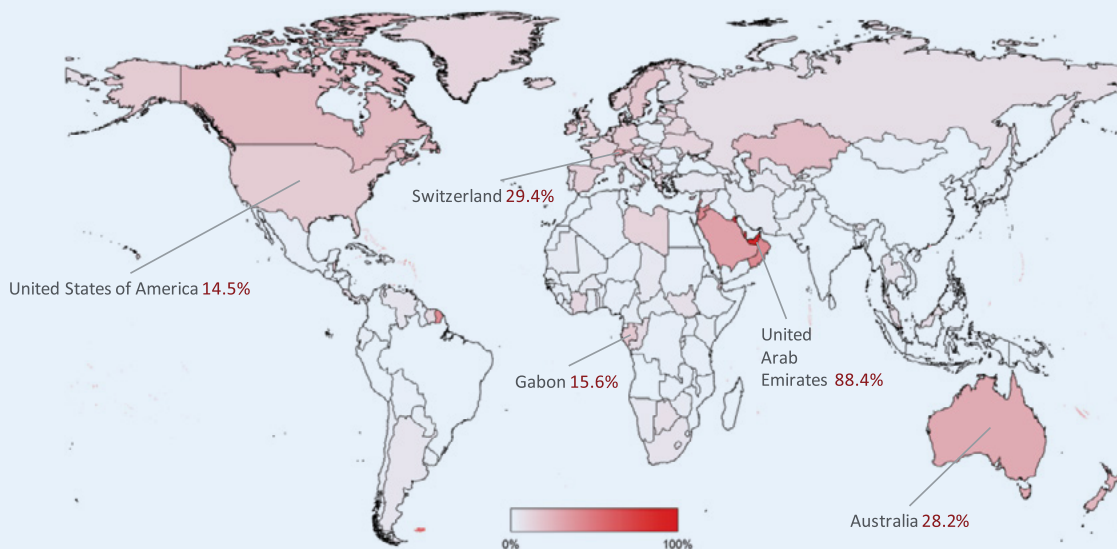 Switzerland 29.4%
United States of America 14.5%
United
Arab
Emirates 88.4%
Gabon 15.6%
Australia 28.2%
0% 100%